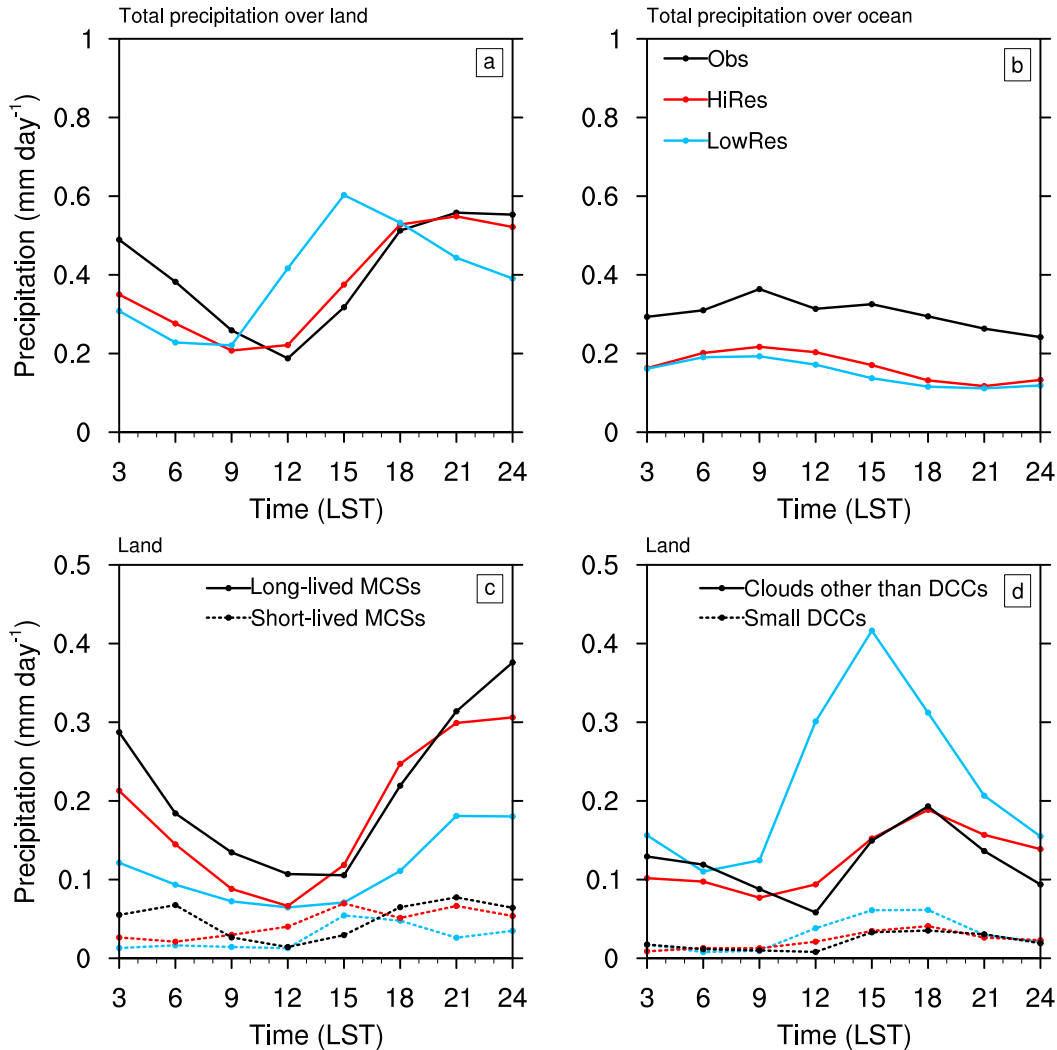 Total precipitation over land
a
Precipitation (mm day-1)
1
0.8
0.6
0.4
0.2
0
3 6 9 12 15 18 21 24
Time (LST)
Total precipitation over ocean
b
Obs
HiRes
LowRes
1
0.8
0.6
0.4
0.2
0
3 6 9 12 15 18 21 24
Time (LST)
Land
c
Long-lived MCSs
Short-lived MCSs
Precipitation (mm day-1)
0.5
0.4
0.3
0.2
0.1
0
3 6 9 12 15 18 21 24
Time (LST)
Land
d
Clouds other than DCCs
Small DCCs
0.5
0.4
0.3
0.2
0.1
0
3 6 9 12 15 18 21 24
Time (LST)